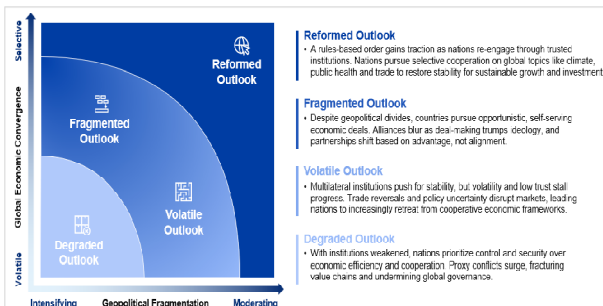 Selective
Global Economic Convergence
Volatile
Reformed
Outlook
Fragmented
Outlook
Volatile
Outlook
Degraded
Outlook
Intensifying
Geopolitical Fragmentation
Moderating
Reformed Outlook
• A rules-based order gains traction as nations re-engage through trusted
institutions. Nations pursue selective cooperation on global topics like climate,
public health and trade to restore stability for sustainable growth and investment
Fragmented Outlook
• Despite geopolitical divides, countries pursue opportunistic, self-serving
economic deals. Alliances blur as deal-making trumps ideology, and
partnerships shift based on advantage, not alignment.
Volatile Outlook
• Multilateral institutions push for stability, but volatility and low trust stall
progress. Trade reversals and policy uncertainty disrupt markets, leading
nations to increasingly retreat from cooperative economic frameworks.
Degraded Outlook
• With institutions weakened, nations prioritize control and security over
economic efficiency and cooperation. Proxy conflicts surge, fracturing
value chains and undermining global governance.